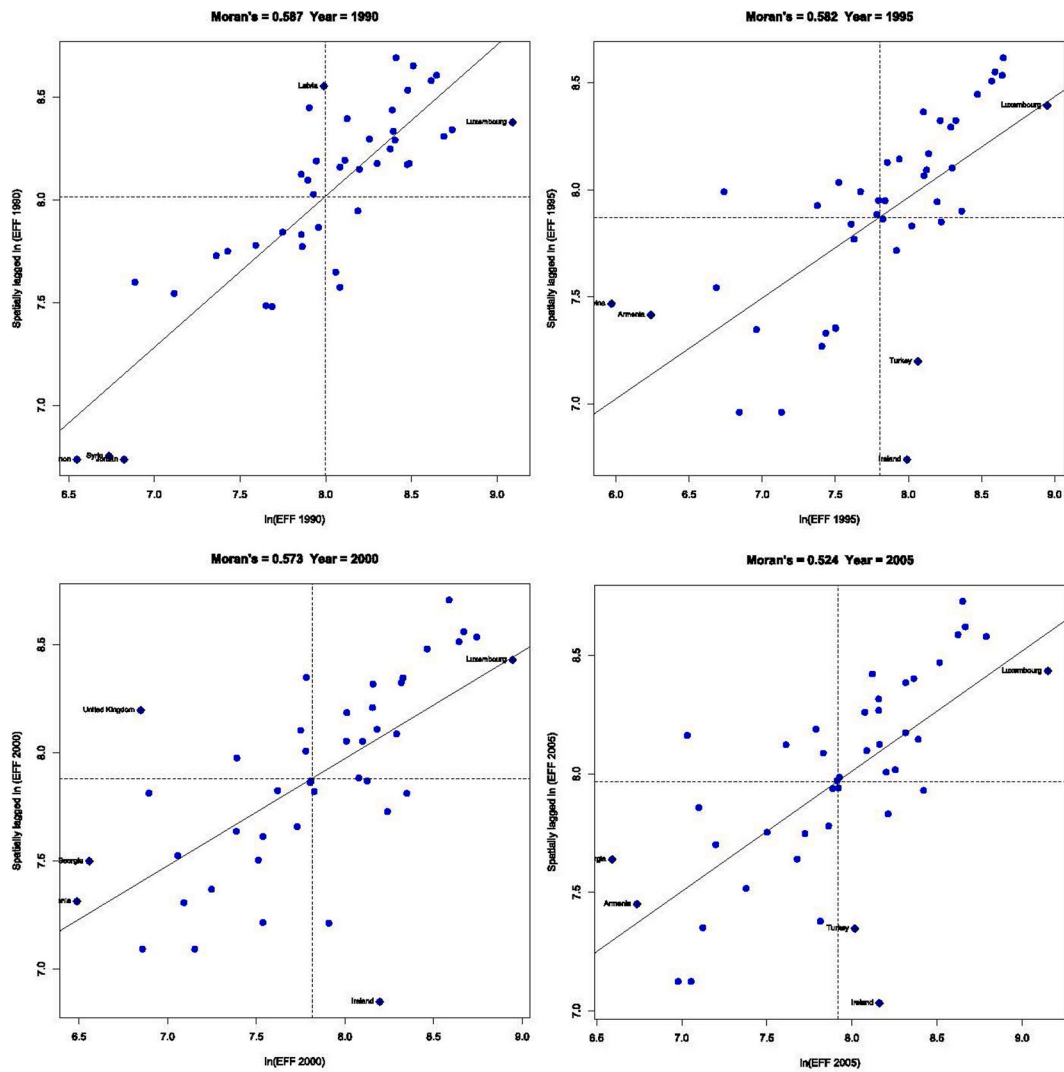 Moran's = 0.587 Year = 1990
Spatially lagged ln (EFF 1990)
8.5
8.0
7.5
7.0
Latvia
Luxembourg
non
Syria
Jordan
6.5 7.0 7.5 8.0 8.5 9.0
ln(EFF 1990)
Moran's = 0.582 Year = 1995
Spatially lagged ln (EFF 1995)
8.5
8.0
7.5
7.0
Luxembourg
Armenia
Turkey
Ireland
6.0 6.5 7.0 7.5 8.0 8.5 9.0
ln(EFF 1995)
Moran's = 0.573 Year = 2000
Spatially lagged ln (EFF 2000)
8.5
8.0
7.5
7.0
Luxembourg
United Kingdom
Georgia
Ireland
6.5 7.0 7.5 8.0 8.5 9.0
ln(EFF 2000)
Moran's = 0.524 Year = 2005
Spatially lagged ln (EFF 2005)
8.5
8.0
7.5
7.0
Luxembourg
rgia
Armenia
Turkey
Ireland
6.5 7.0 7.5 8.0 8.5 9.0
ln(EFF 2005)